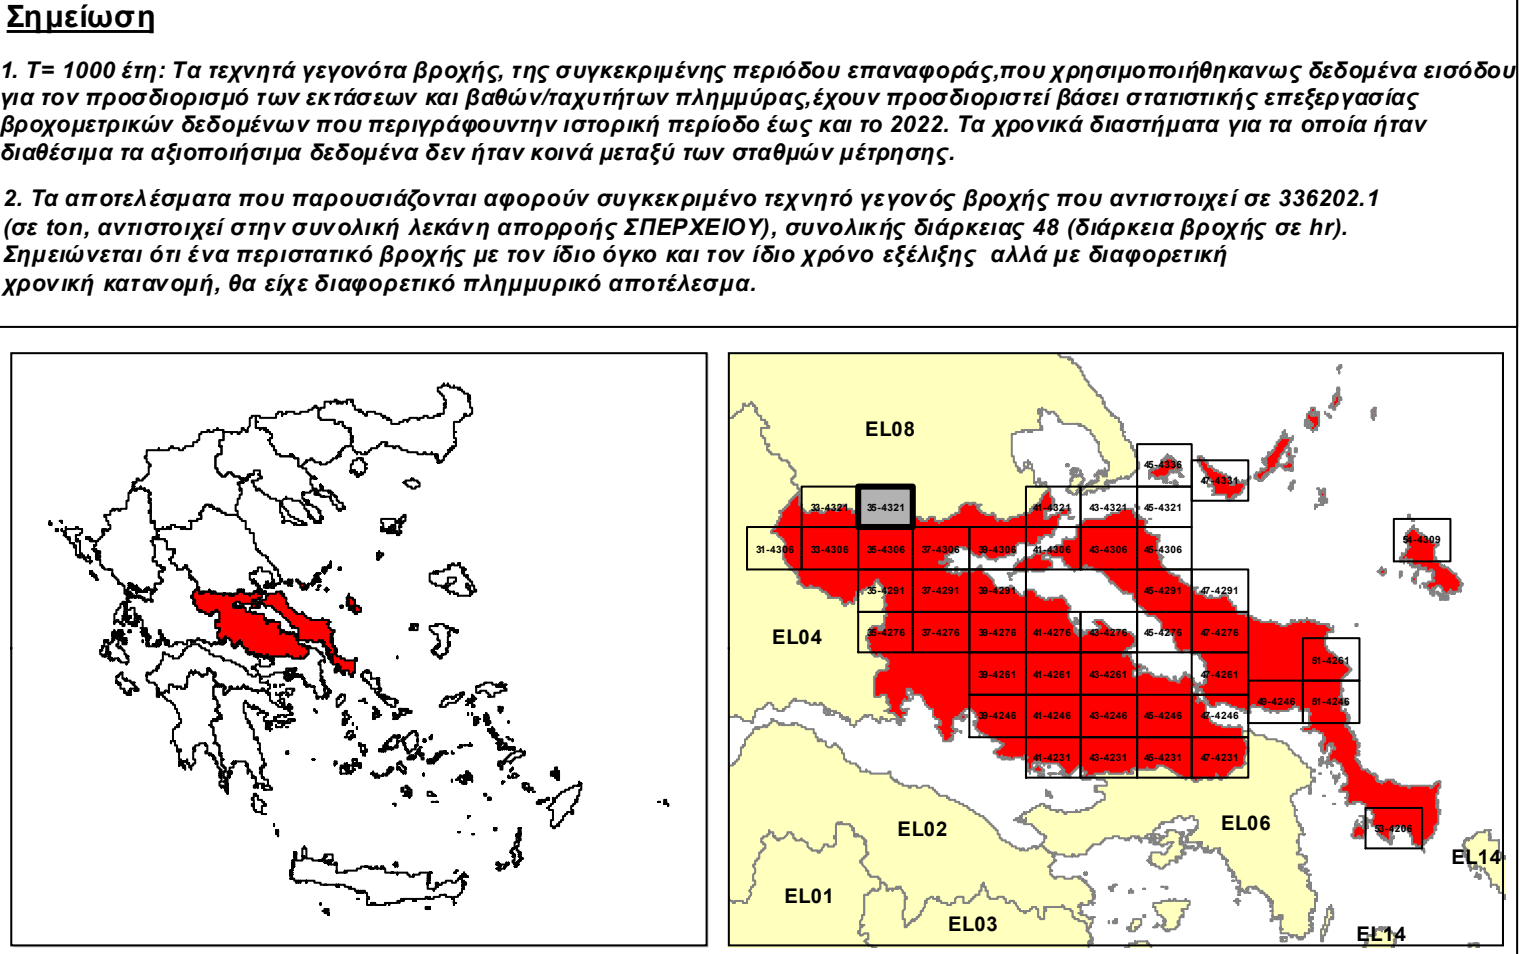 Σημείωση
1. Τ= 1000 έτη: Τα τεχνητά γεγονότα βροχής, της συγκεκριμένης περιόδου επαναφοράς,που χρησιμοποιήθηκανως δεδομένα εισόδου
για τον προσδιορισμό των εκτάσεων και βαθών/ταχυτήτων πλημμύρας,έχουν προσδιοριστεί βάσει στατιστικής επεξεργασίας
βροχομετρικών δεδομένων που περιγράφουντην ιστορική περίοδο έως και το 2022. Τα χρονικά διαστήματα για τα οποία ήταν
διαθέσιμα τα αξιοποιήσιμα δεδομένα δεν ήταν κοινά μεταξύ των σταθμών μέτρησης.
2. Τα αποτελέσματα που παρουσιάζονται αφορούν συγκεκριμένο τεχνητό γεγονός βροχής που αντιστοιχεί σε 336202.1
(σε ton, αντιστοιχεί στην συνολική λεκάνη απορροής ΣΠΕΡΧΕΙΟΥ), συνολικής διάρκειας 48 (διάρκεια βροχής σε hr).
Σημειώνεται ότι ένα περιστατικό βροχής με τον ίδιο όγκο και τον ίδιο χρόνο εξέλιξης αλλά με διαφορετική
χρονική κατανομή, θα είχε διαφορετικό πλημμυρικό αποτέλεσμα.
EL08
45-4336
47-4331
33-4321 35-4321 41-4321 43-4321 45-4321
54-4309
31-4306 33-4306 35-4306 37-4306 39-4306 41-4306 43-4306 45-4306
35-4291 37-4291 39-4291 45-4291 47-4291
EL04
35-4276 37-4276 39-4276 41-4276 43-4276 45-4276 47-4276
39-4261 41-4261 43-4261 47-4261 51-4261
39-4246 41-4246 43-4246 45-4246 47-4246 49-4246 51-4246
41-4231 43-4231 45-4231 47-4231
EL02
EL06
53-4206
EL14
EL01
EL03
EL14